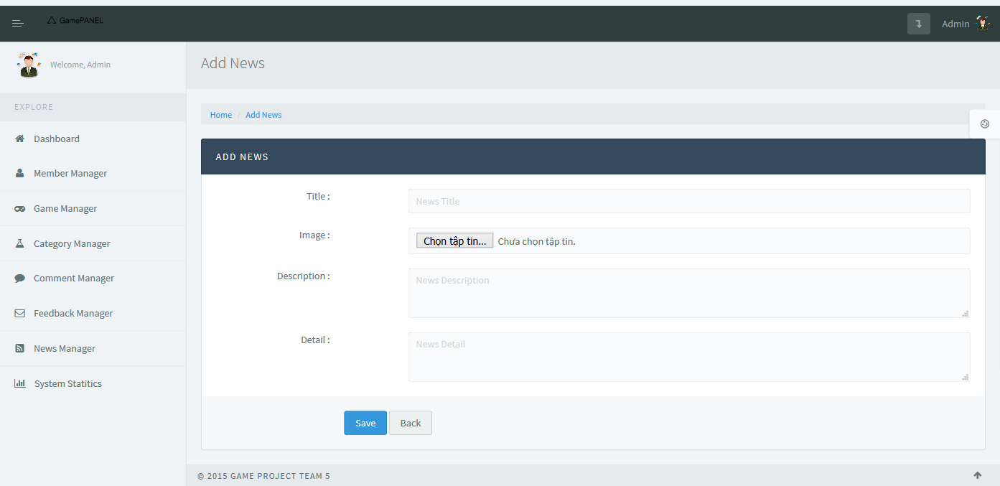 GamePANEL
Admin
Welcome, Admin
EXPLORE
Dashboard
Member Manager
Game Manager
Category Manager
Comment Manager
Feedback Manager
News Manager
System Statitics
Add News
Home / Add News
ADD NEWS
Title :
News Title
Image :
Chọn tập tin... Chưa chọn tập tin.
Description :
News Description
Detail :
News Detail
Save Back
© 2015 GAME PROJECT TEAM 5